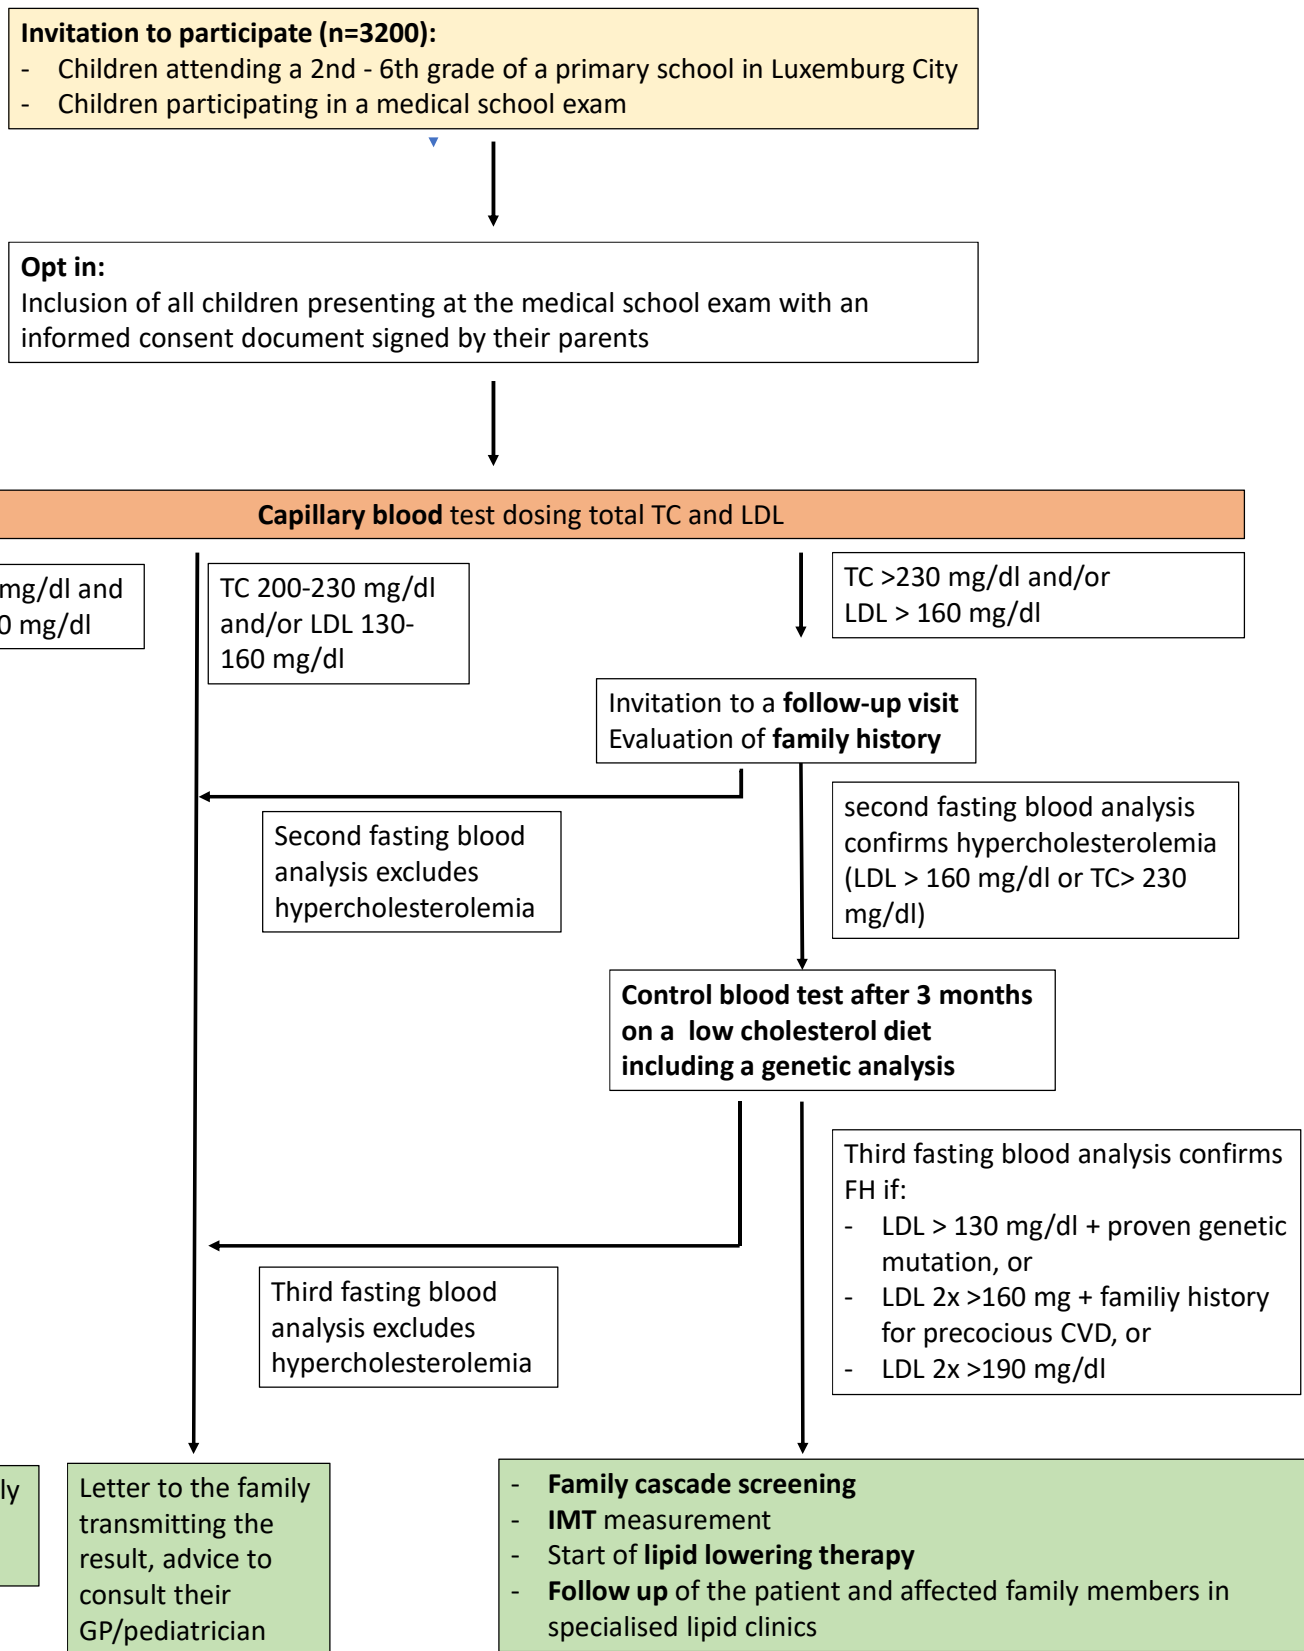 Invitation to participate (n=3200):
- Children attending a 2nd - 6th grade of a primary school in Luxemburg City
- Children participating in a medical school exam
Opt in:
Inclusion of all children presenting at the medical school exam with an
informed consent document signed by their parents
Capillary blood test dosing total TC and LDL
mg/dl and
0 mg/dl
TC 200-230 mg/dl
and/or LDL 130-
160 mg/dl
TC >230 mg/dl and/or
LDL > 160 mg/dl
Invitation to a follow-up visit
Evaluation of family history
Second fasting blood
analysis excludes
hypercholesterolemia
second fasting blood analysis
confirms hypercholesterolemia
(LDL > 160 mg/dl or TC> 230
mg/dl)
Control blood test after 3 months
on a low cholesterol diet
including a genetic analysis
Third fasting blood analysis confirms
FH if:
- LDL > 130 mg/dl + proven genetic
mutation, or
- LDL 2x >160 mg + familiy history
for precocious CVD, or
- LDL 2x >190 mg/dl
Third fasting blood
analysis excludes
hypercholesterolemia
ly
Letter to the family
transmitting the
result, advice to
consult their
GP/pediatrician
- Family cascade screening
- IMT measurement
- Start of lipid lowering therapy
- Follow up of the patient and affected family members in
specialised lipid clinics